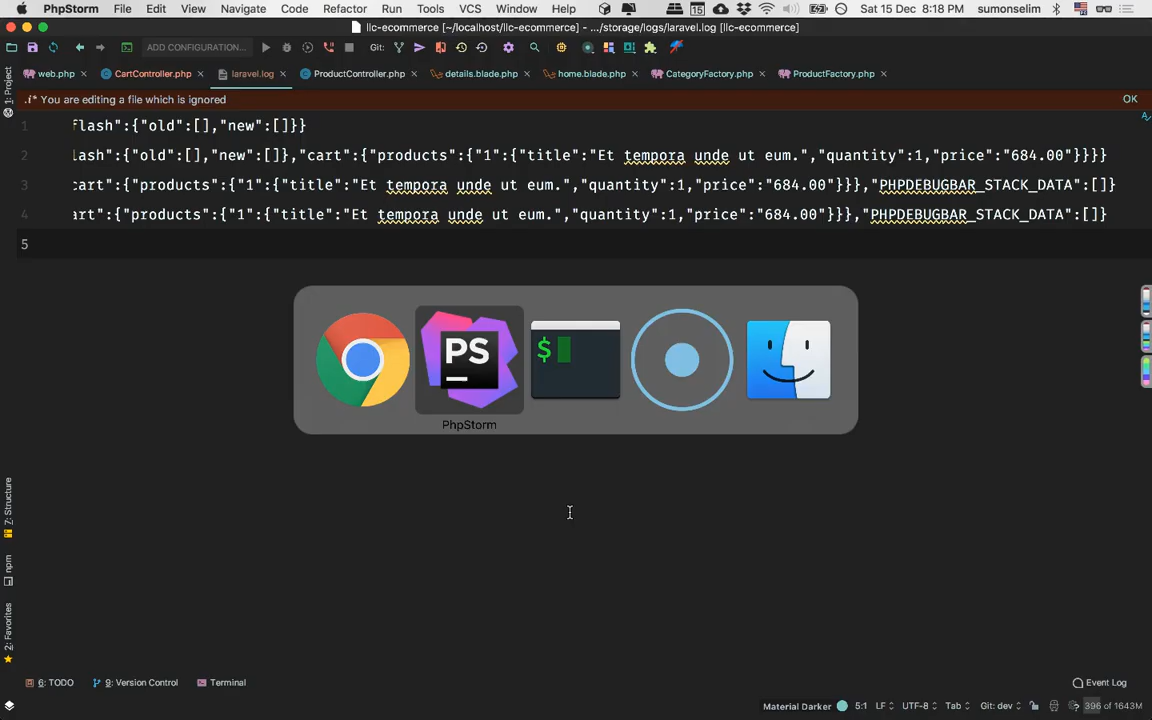 PhpStorm File Edit View Navigate Code Refactor Run Tools VCS Window Help 15 Sat 15 Dec 8:18 PM sumonselim
llc-ecommerce [~/localhost/llc-ecommerce] - .../storage/logs/laravel.log [llc-ecommerce]
ADD CONFIGURATION... Git:
web.php CartController.php laravel.log ProductController.php details.blade.php home.blade.php CategoryFactory.php ProductFactory.php
1: Project
.i* You are editing a file which is ignored OK
1 flash":{"old":[],"new":[]}}
2 lash":{"old":[],"new":[]},"cart":{"products":{"1":{"title":"Et tempora unde ut eum.","quantity":1,"price":"684.00"}}}}
3 cart":{"products":{"1":{"title":"Et tempora unde ut eum.","quantity":1,"price":"684.00"}}},"PHPDEBUGBAR_STACK_DATA":[]}
4 art":{"products":{"1":{"title":"Et tempora unde ut eum.","quantity":1,"price":"684.00"}}},"PHPDEBUGBAR_STACK_DATA":[]}
5
PS
$
PhpStorm
7: Structure
npm
2: Favorites
6: TODO 9: Version Control Terminal Event Log
Material Darker 5:1 LF UTF-8 Tab Git: dev 396 of 1643M